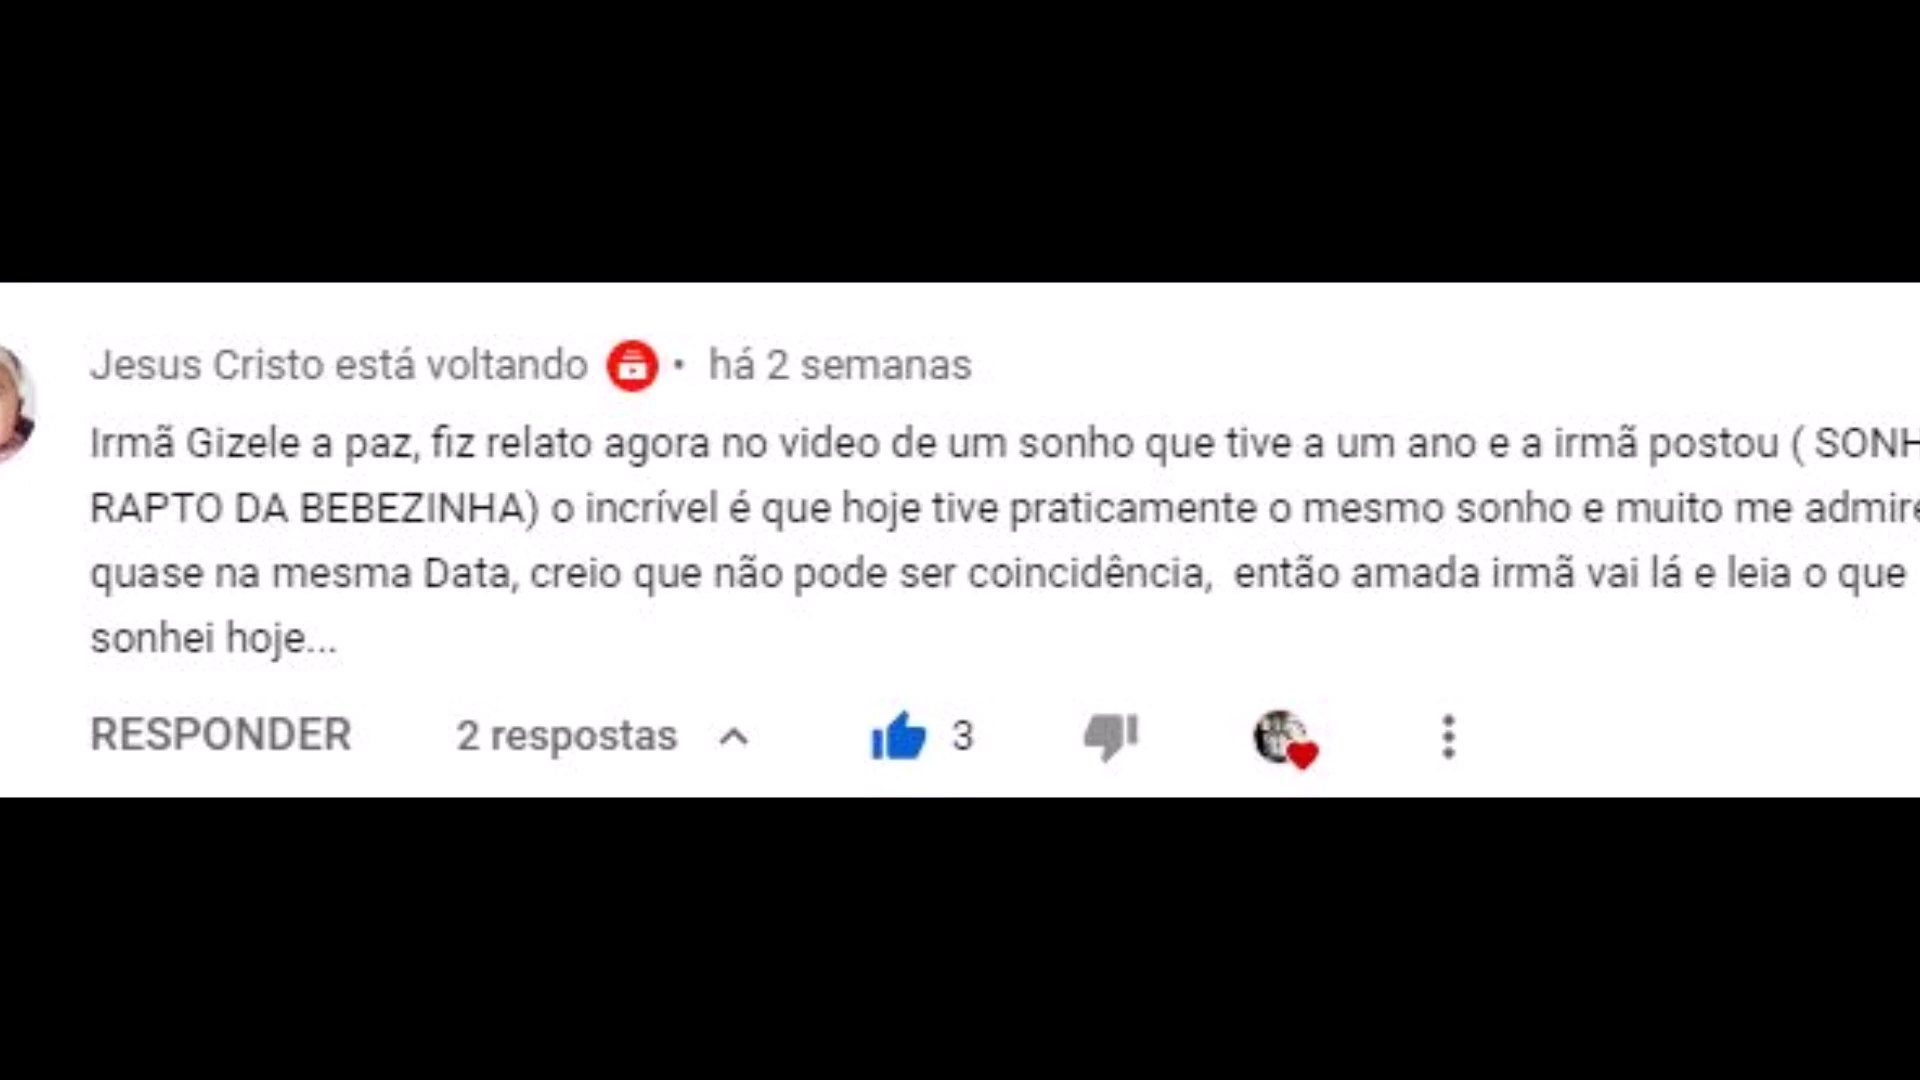 Jesus Cristo está voltando • há 2 semanas
Irmã Gizele a paz, fiz relato agora no video de um sonho que tive a um ano e a irmã postou ( SONH
RAPTO DA BEBEZINHA) o incrível é que hoje tive praticamente o mesmo sonho e muito me admire
quase na mesma Data, creio que não pode ser coincidência, então amada irmã vai lá e leia o que
sonhei hoje...
RESPONDER 2 respostas 3